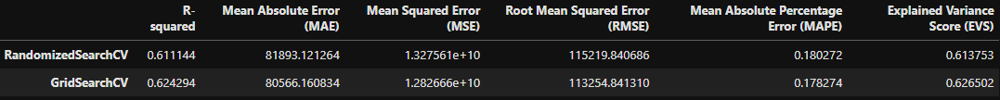 R-squared Mean Absolute Error (MAE) Mean Squared Error (MSE) Root Mean Squared Error (RMSE) Mean Absolute Percentage Error (MAPE) Explained Variance Score (EVS)
RandomizedSearchCV 0.611144 81893.121264 1.327561e+10 115219.840686 0.180272 0.613753
GridSearchCV 0.624294 80566.160834 1.282666e+10 113254.841310 0.178274 0.626502